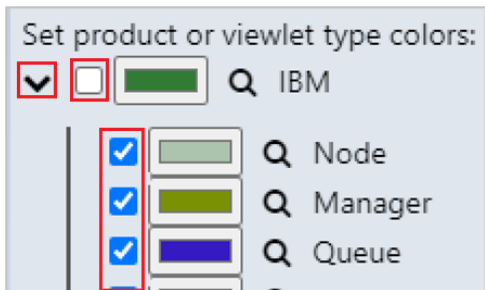 Set product or viewlet type colors:
IBM
Node
Manager
Queue